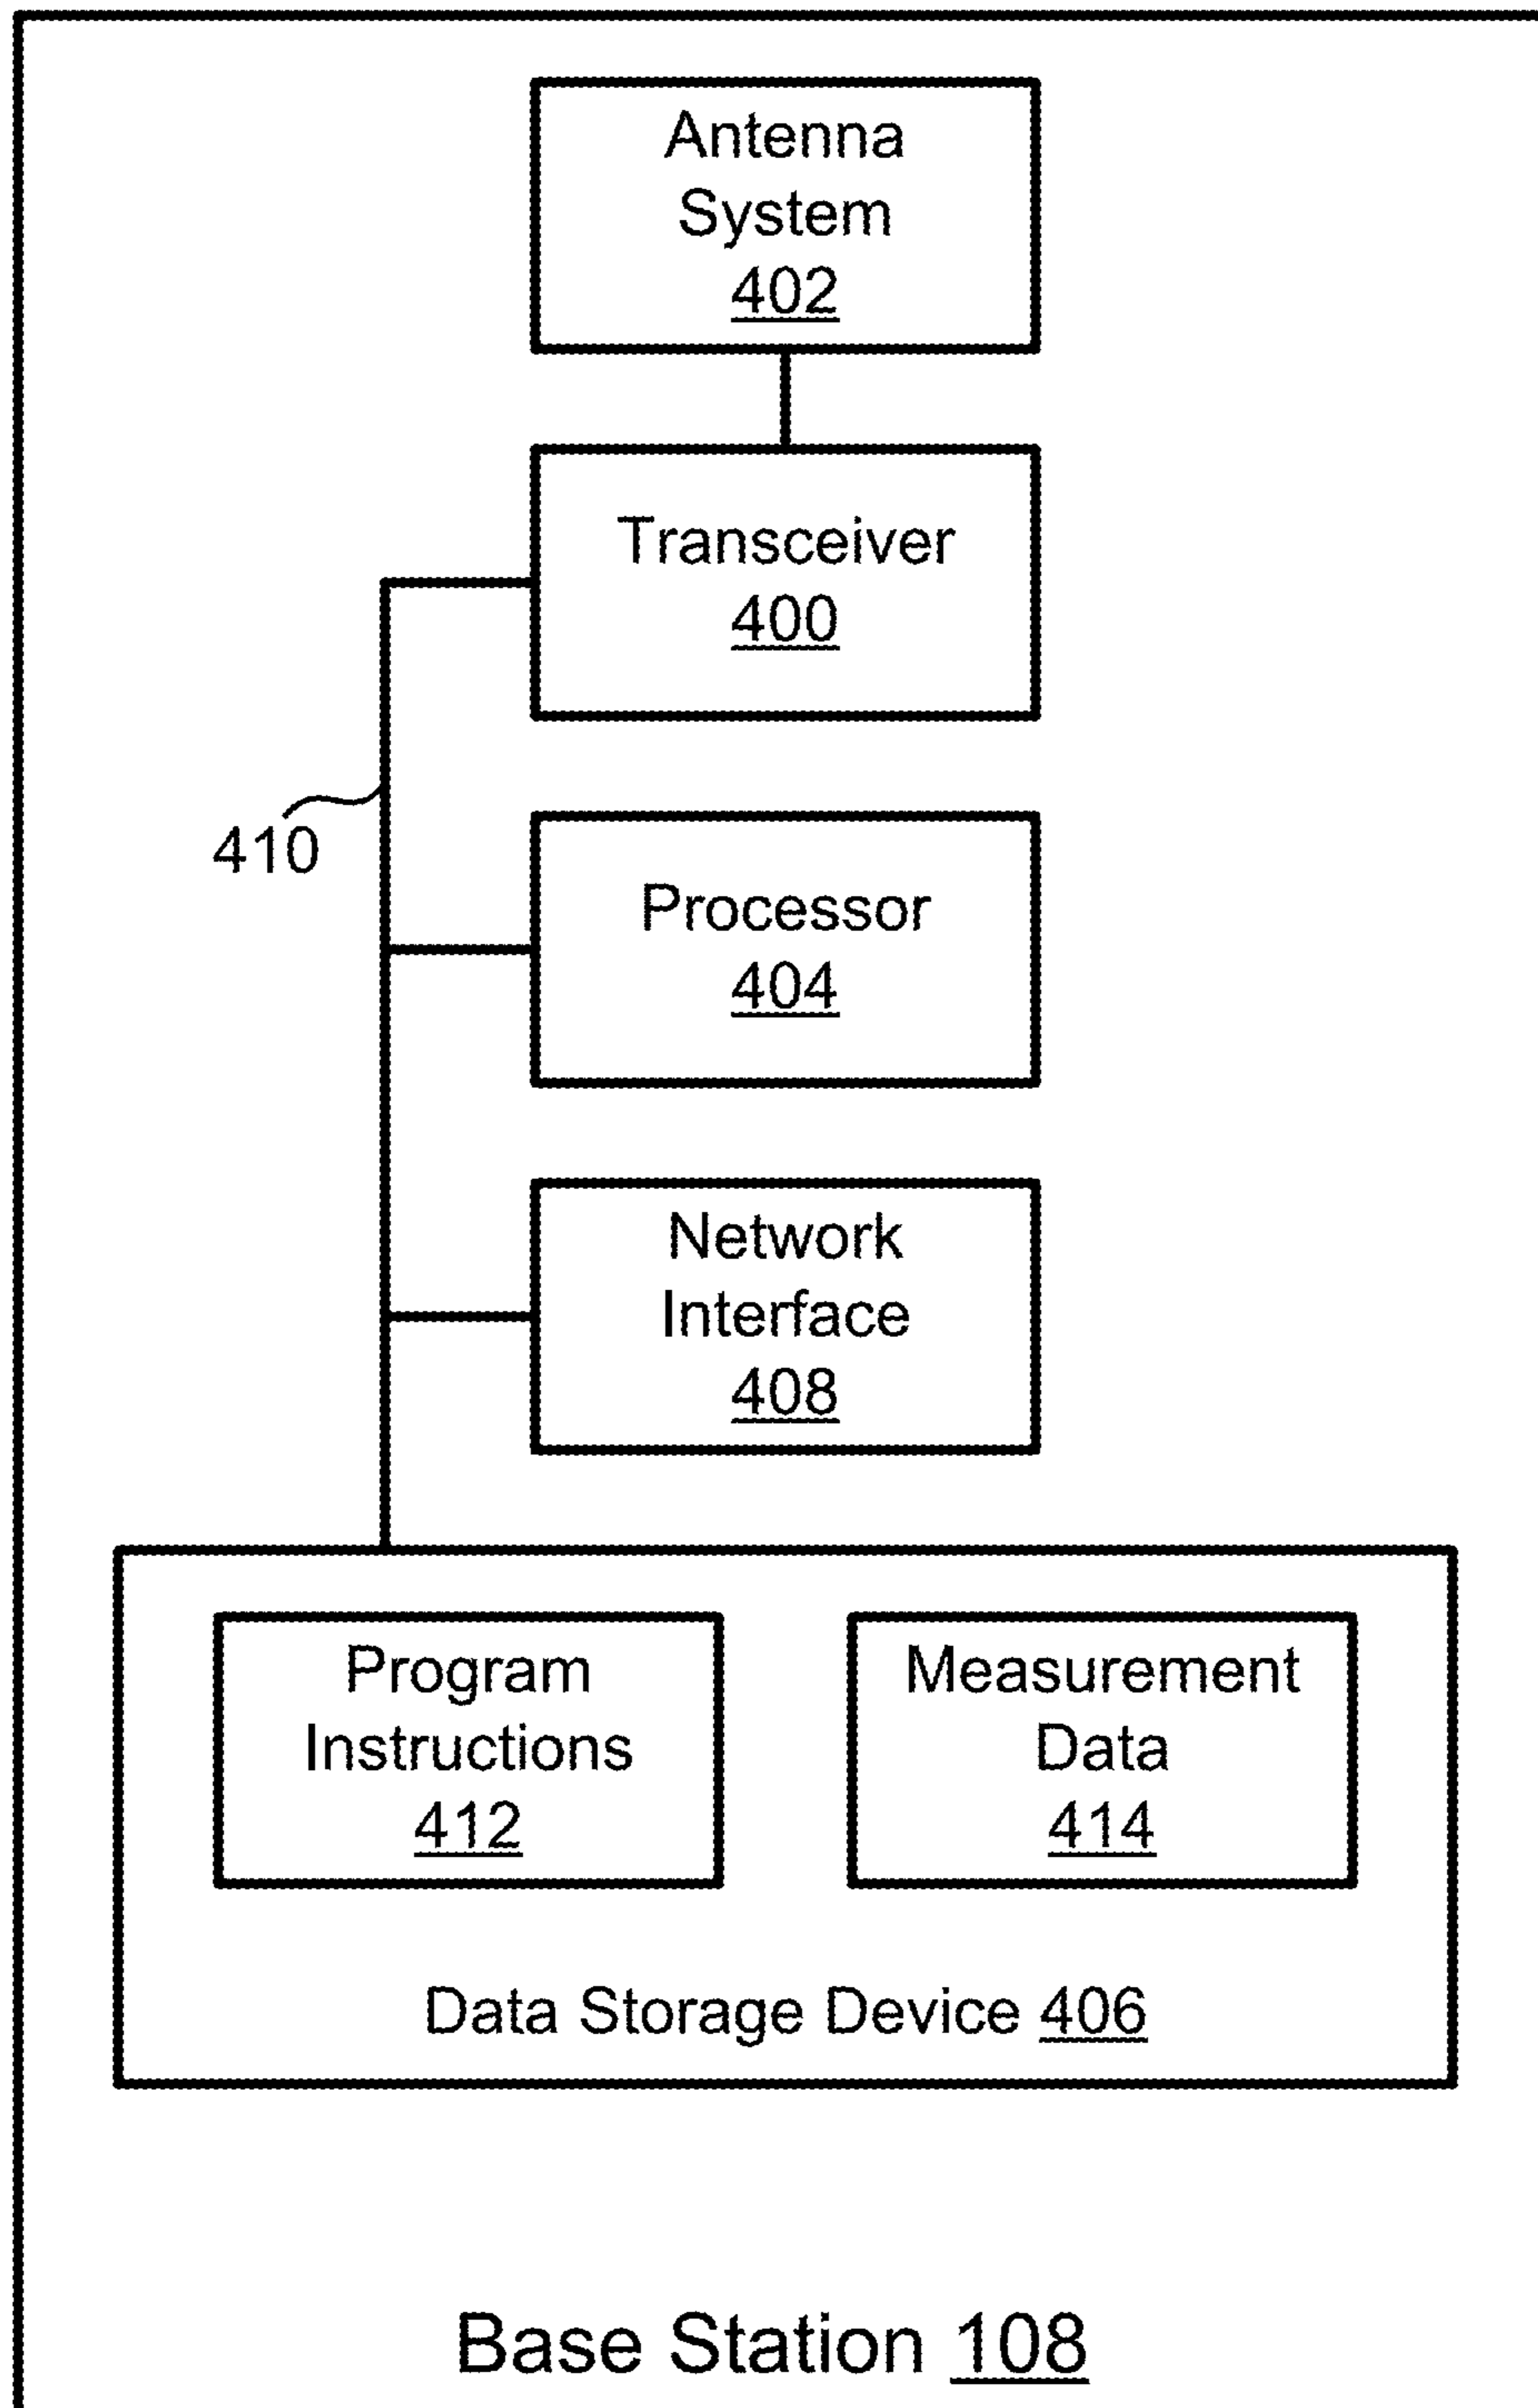 Antenna
System
402
Transceiver
400
410
Processor
404
Network
Interface
408
Program
Instructions
412
Measurement
Data
414
Data Storage Device 406
Base Station 108